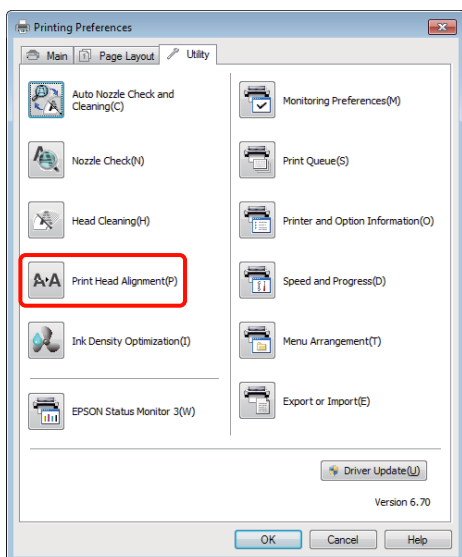 Printing Preferences
Main
Page Layout
Utility
Auto Nozzle Check and
Cleaning(C)
Nozzle Check(N)
Head Cleaning(H)
Print Head Alignment(P)
Ink Density Optimization(I)
EPSON Status Monitor 3(W)
Monitoring Preferences(M)
Print Queue(S)
Printer and Option Information(O)
Speed and Progress(D)
Menu Arrangement(T)
Export or Import(E)
Driver Update(U)
Version 6.70
OK
Cancel
Help